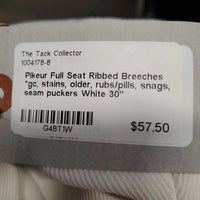 The Tack Collector
1004178-8
Pikeur Full Seat Ribbed Breeches
*gc, stains, older, rubs/pills, snags,
seam puckers White 30"
G4BT1W
$57.50